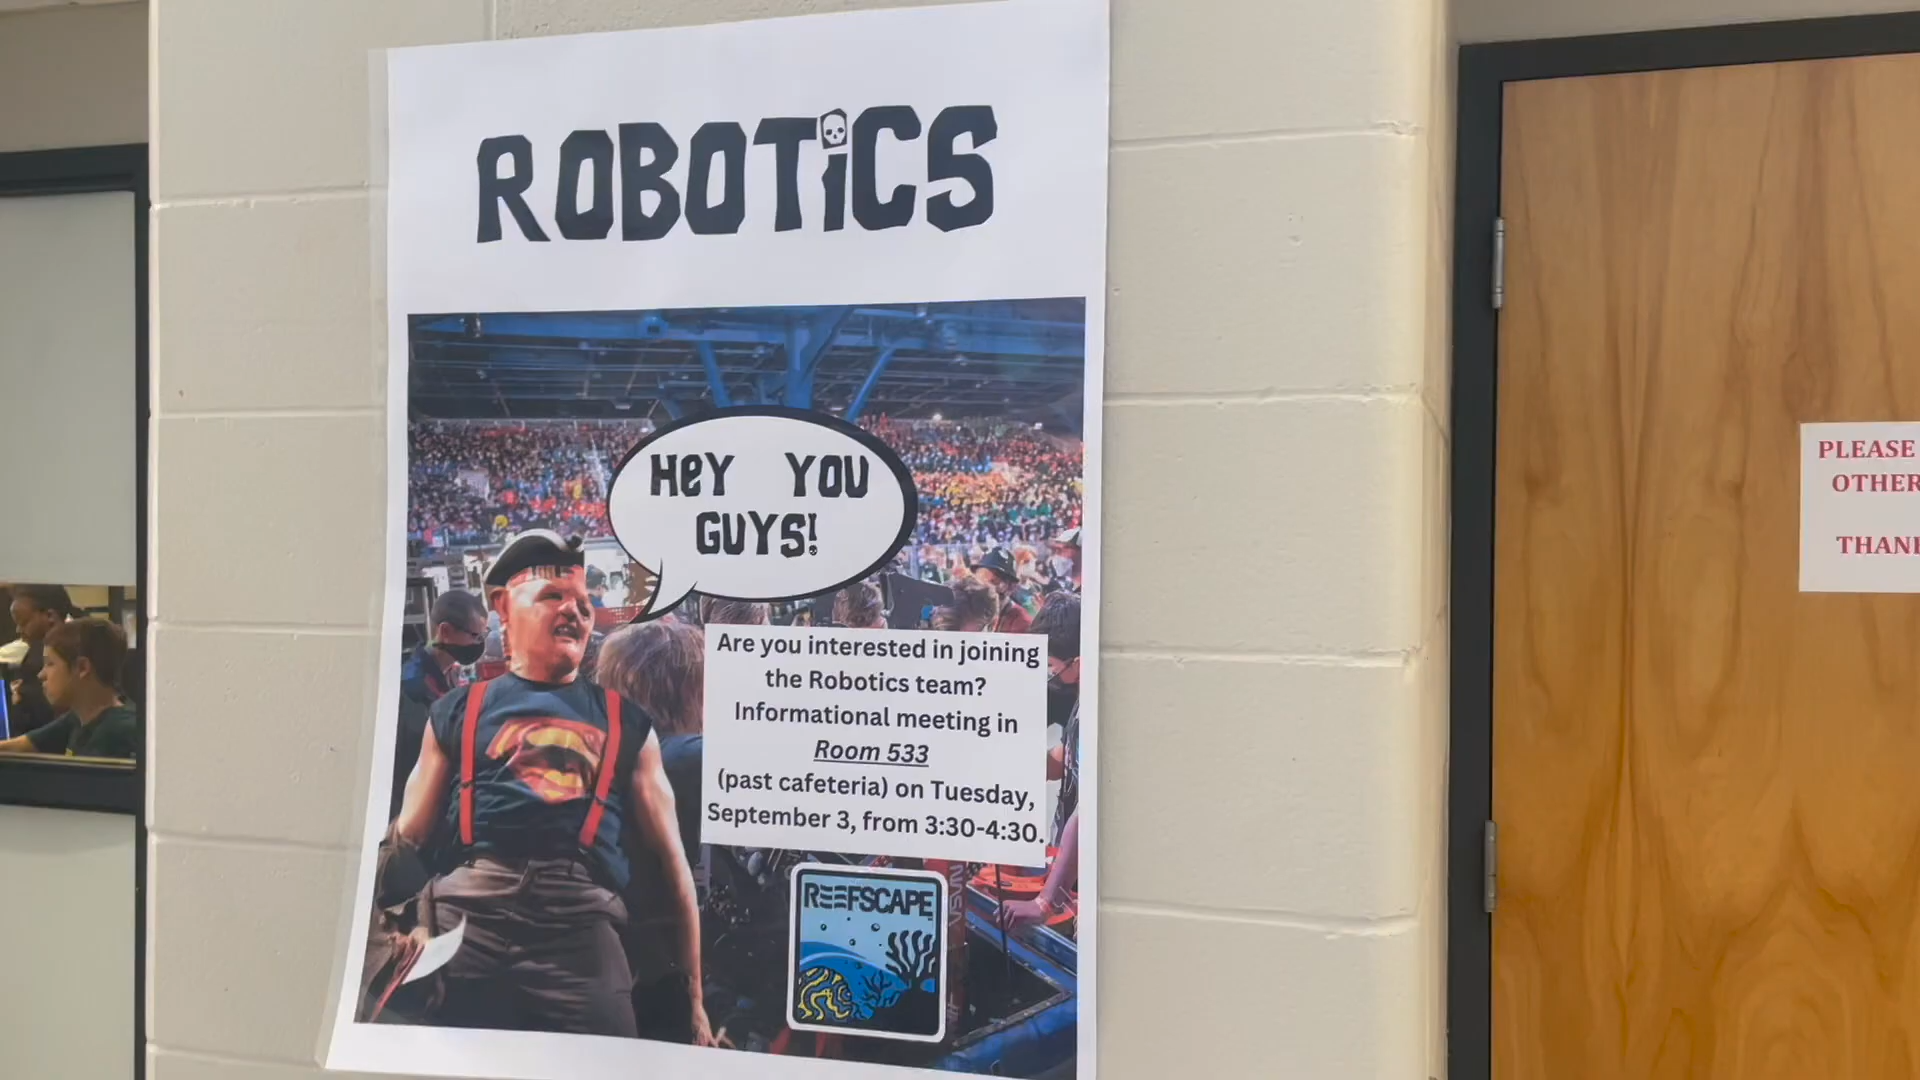 ROBOTiCS
HeY YOU
GUYS!
Are you interested in joining
the Robotics team?
Informational meeting in
Room 533
(past cafeteria) on Tuesday,
September 3, from 3:30-4:30.
REEFSCAPE
NASA
PLEASE
OTHER